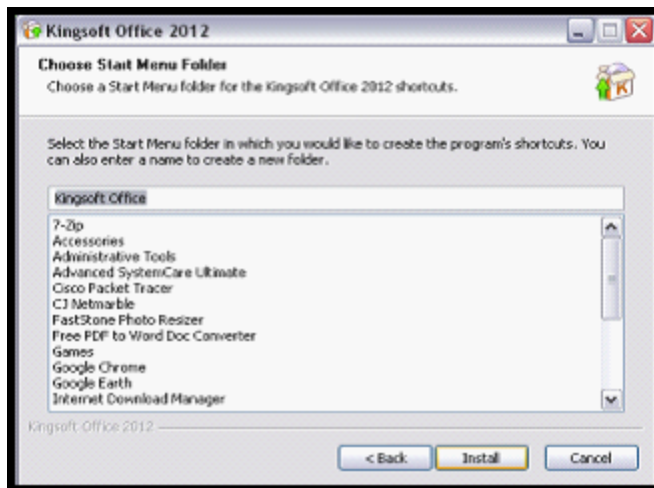 Kingsoft Office 2012
Choose Start Menu Folder
Choose a Start Menu folder for the Kingsoft Office 2012 shortcuts.
K
Select the Start Menu folder in which you would like to create the program's shortcuts. You
can also enter a name to create a new folder.
Kingsoft Office
7-Zip
Accessories
Administrative Tools
Advanced SystemCare Ultimate
Cisco Packet Tracer
CJ Netmarble
FastStone Photo Resizer
Free PDF to Word Doc Converter
Games
Google Chrome
Google Earth
Internet Download Manager
Kingsoft Office 2012
< Back Install Cancel